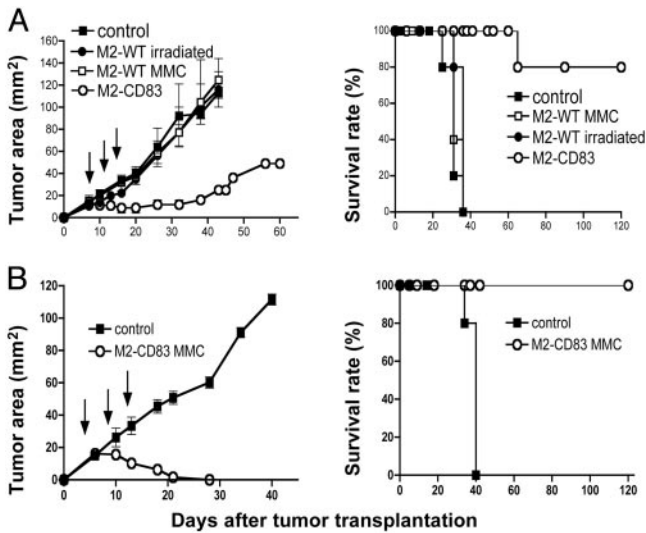 A
Tumor area (mm²)
160
140
120
100
80
60
40
20
0
control
M2-WT irradiated
M2-WT MMC
M2-CD83
0 10 20 30 40 50 60
Survival rate (%)
100
80
60
40
20
0
control
M2-WT MMC
M2-WT irradiated
M2-CD83
0 20 40 60 80 100 120
B
Tumor area (mm²)
120
100
80
60
40
20
0
control
M2-CD83 MMC
0 10 20 30 40
Survival rate (%)
100
80
60
40
20
0
control
M2-CD83 MMC
0 20 40 60 80 100 120
Days after tumor transplantation